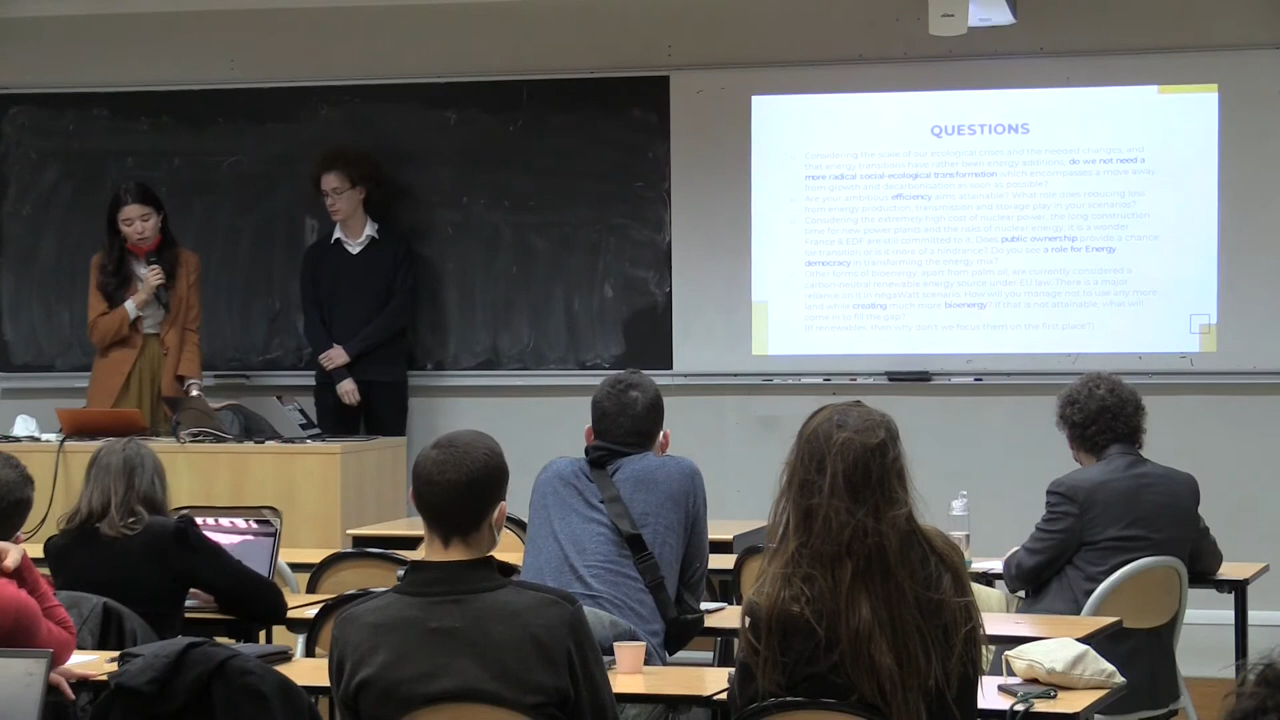 QUESTIONS
Considering the scale of our ecological crises and the needed changes, and
that energy transitions have rather been energy additions, do we not need a
more radical social-ecological transformation which encompasses a move away
from growth and decarbonisation as soon as possible?
Are your ambitious efficiency aims attainable? What role does reducing loss
from energy production, transmission and storage play in your scenarios?
Considering the extremely high cost of nuclear power, the long construction
time for new power plants and the risks of nuclear energy, it is a wonder
France & EDF are still committed to it. Does public ownership provide a chance
for transition or is it more of a hindrance? Do you see a role for Energy
democracy in transforming the energy mix?
Other forms of bioenergy, apart from palm oil, are currently considered a
carbon-neutral renewable energy source under EU law. There is a major
reliance on it in négaWatt scenario. How will you manage not to use any more
land while creating much more bioenergy? If that is not attainable, what will
come in to fill the gap?
(If renewables, then why don't we focus them on the first place?)